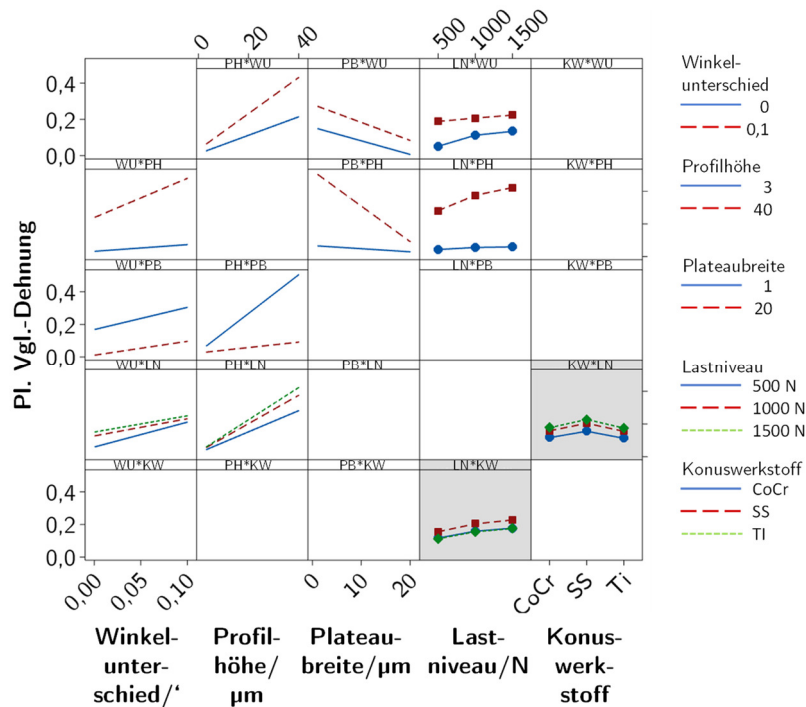 0 20 40
500 1000 1500
PH*WU PB*WU LN*WU KW*WU
0,4
0,2
0,0
WU*PH PB*PH LN*PH KW*PH
WU*PB PH*PB LN*PB KW*PB
0,4
0,2
0,0
WU*LN PH*LN PB*LN KW*LN
WU*KW PH*KW PB*KW LN*KW
0,4
0,2
0,0
Pl. Vgl.-Dehnung
0,00 0,05 0,10
0 10 20
CoCr SS Ti
Winkel-
unter-
schied/‘
Profil-
höhe/
µm
Plateau-
breite/µm
Last-
niveau/N
Konus-
werk-
stoff
Winkel-
unterschied
0
0,1
Profilhöhe
3
40
Plateaubreite
1
20
Lastniveau
500 N
1000 N
1500 N
Konuswerkstoff
CoCr
SS
TI